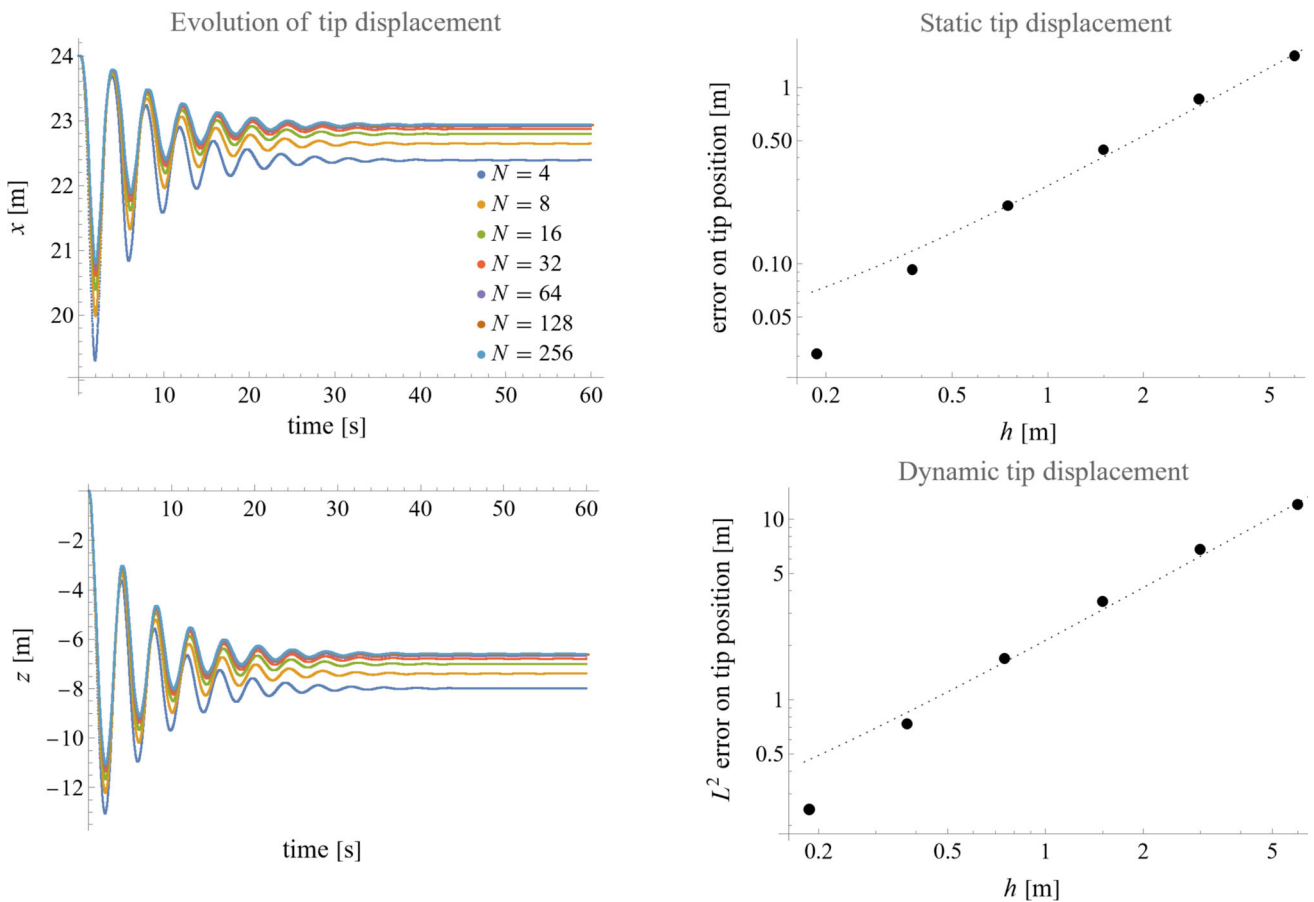 Evolution of tip displacement
24
23
22
21
20
x [m]
10 20 30 40 50 60
time [s]
N = 4
N = 8
N = 16
N = 32
N = 64
N = 128
N = 256
Static tip displacement
1
0.50
0.10
0.05
error on tip position [m]
0.2 0.5 1 2 5
h [m]
10 20 30 40 50 60
−2
−4
−6
−8
−10
−12
z [m]
time [s]
Dynamic tip displacement
10
5
1
0.5
L² error on tip position [m]
0.2 0.5 1 2 5
h [m]